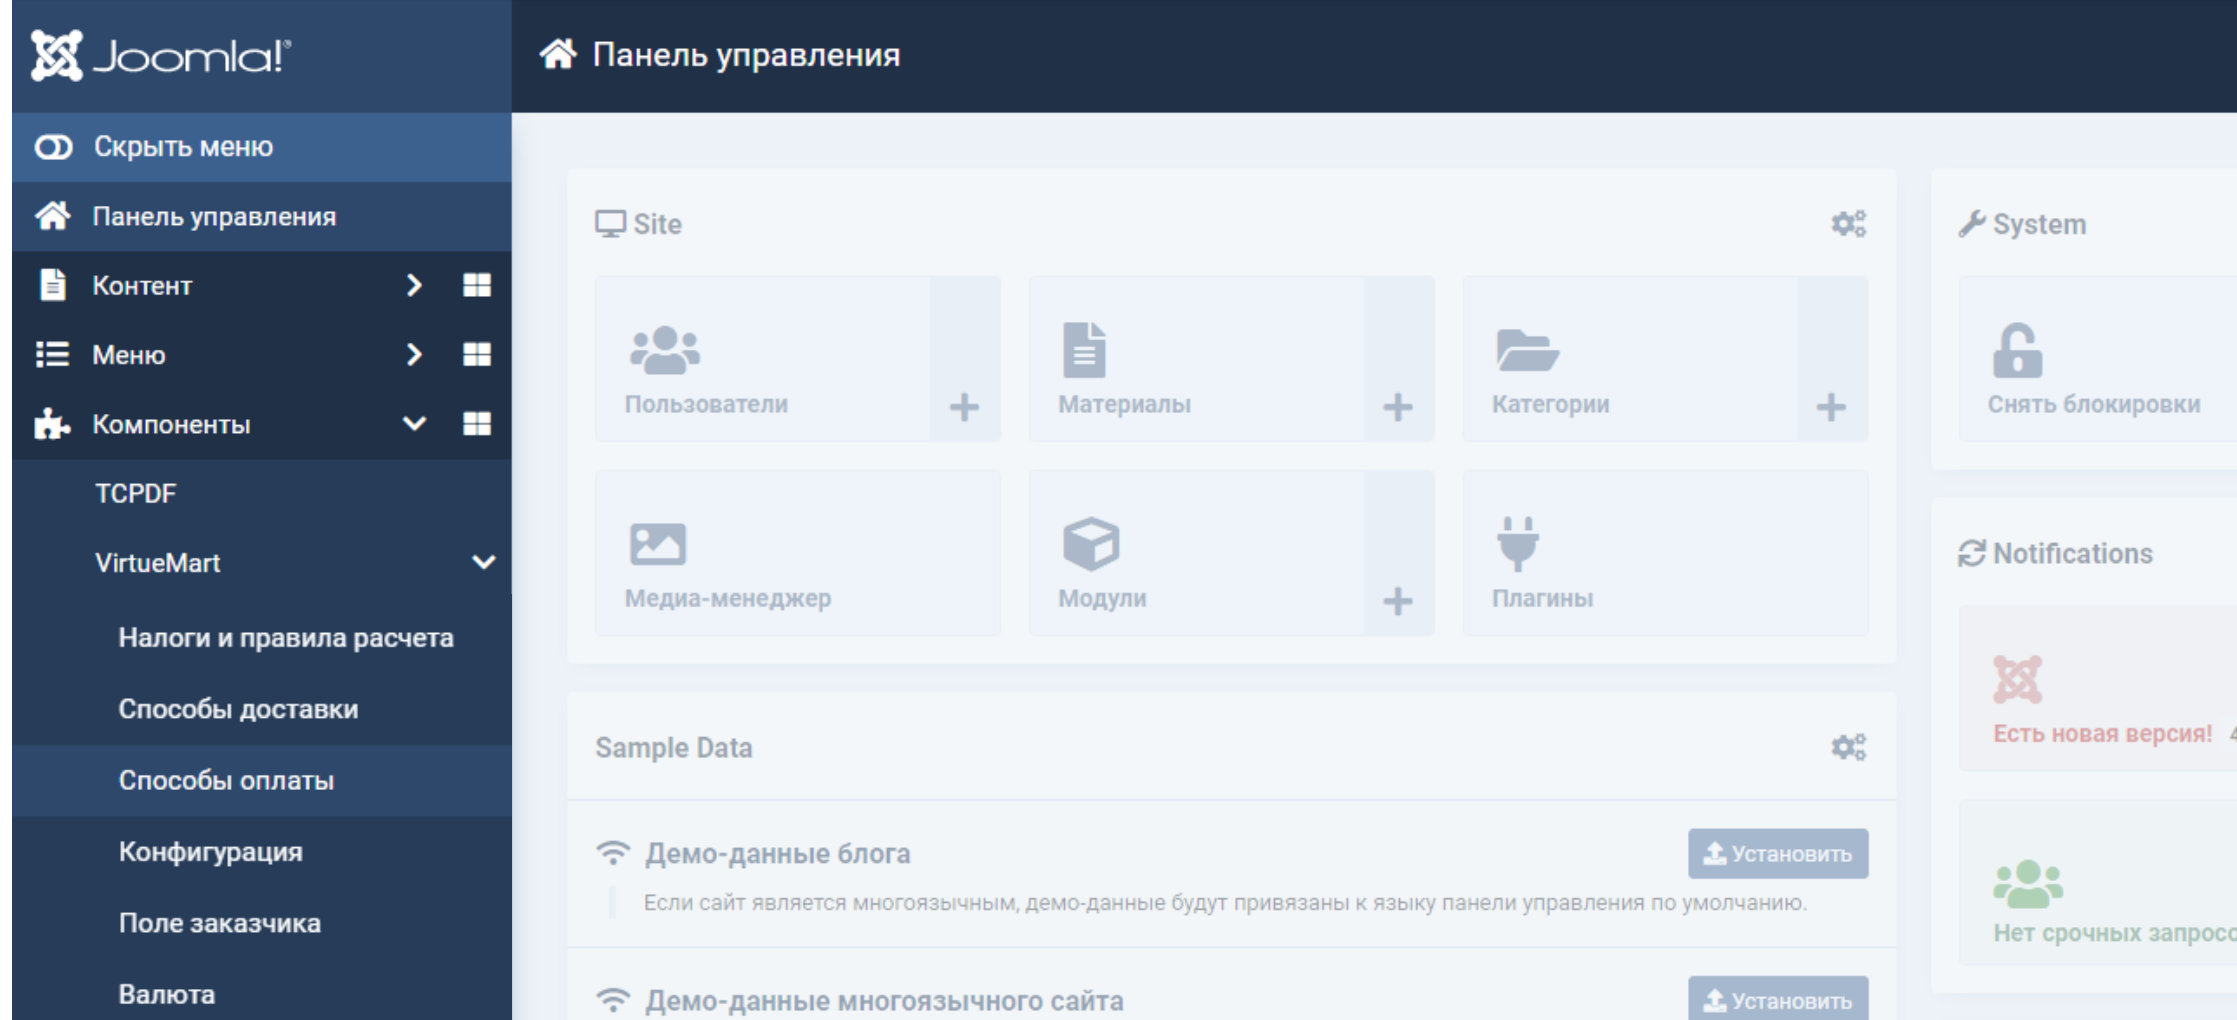 Joomla!®
Панель управления
Скрыть меню
Панель управления
Контент
Меню
Компоненты
TCPDF
VirtueMart
Налоги и правила расчета
Способы доставки
Способы оплаты
Конфигурация
Поле заказчика
Валюта
Site
Пользователи
Материалы
Категории
Медиа-менеджер
Модули
Плагины
Sample Data
Демо-данные блога
Установить
Если сайт является многоязычным, демо-данные будут привязаны к языку панели управления по умолчанию.
Демо-данные многоязычного сайта
Установить
System
Снять блокировки
Notifications
Есть новая версия! 4
Нет срочных запросо